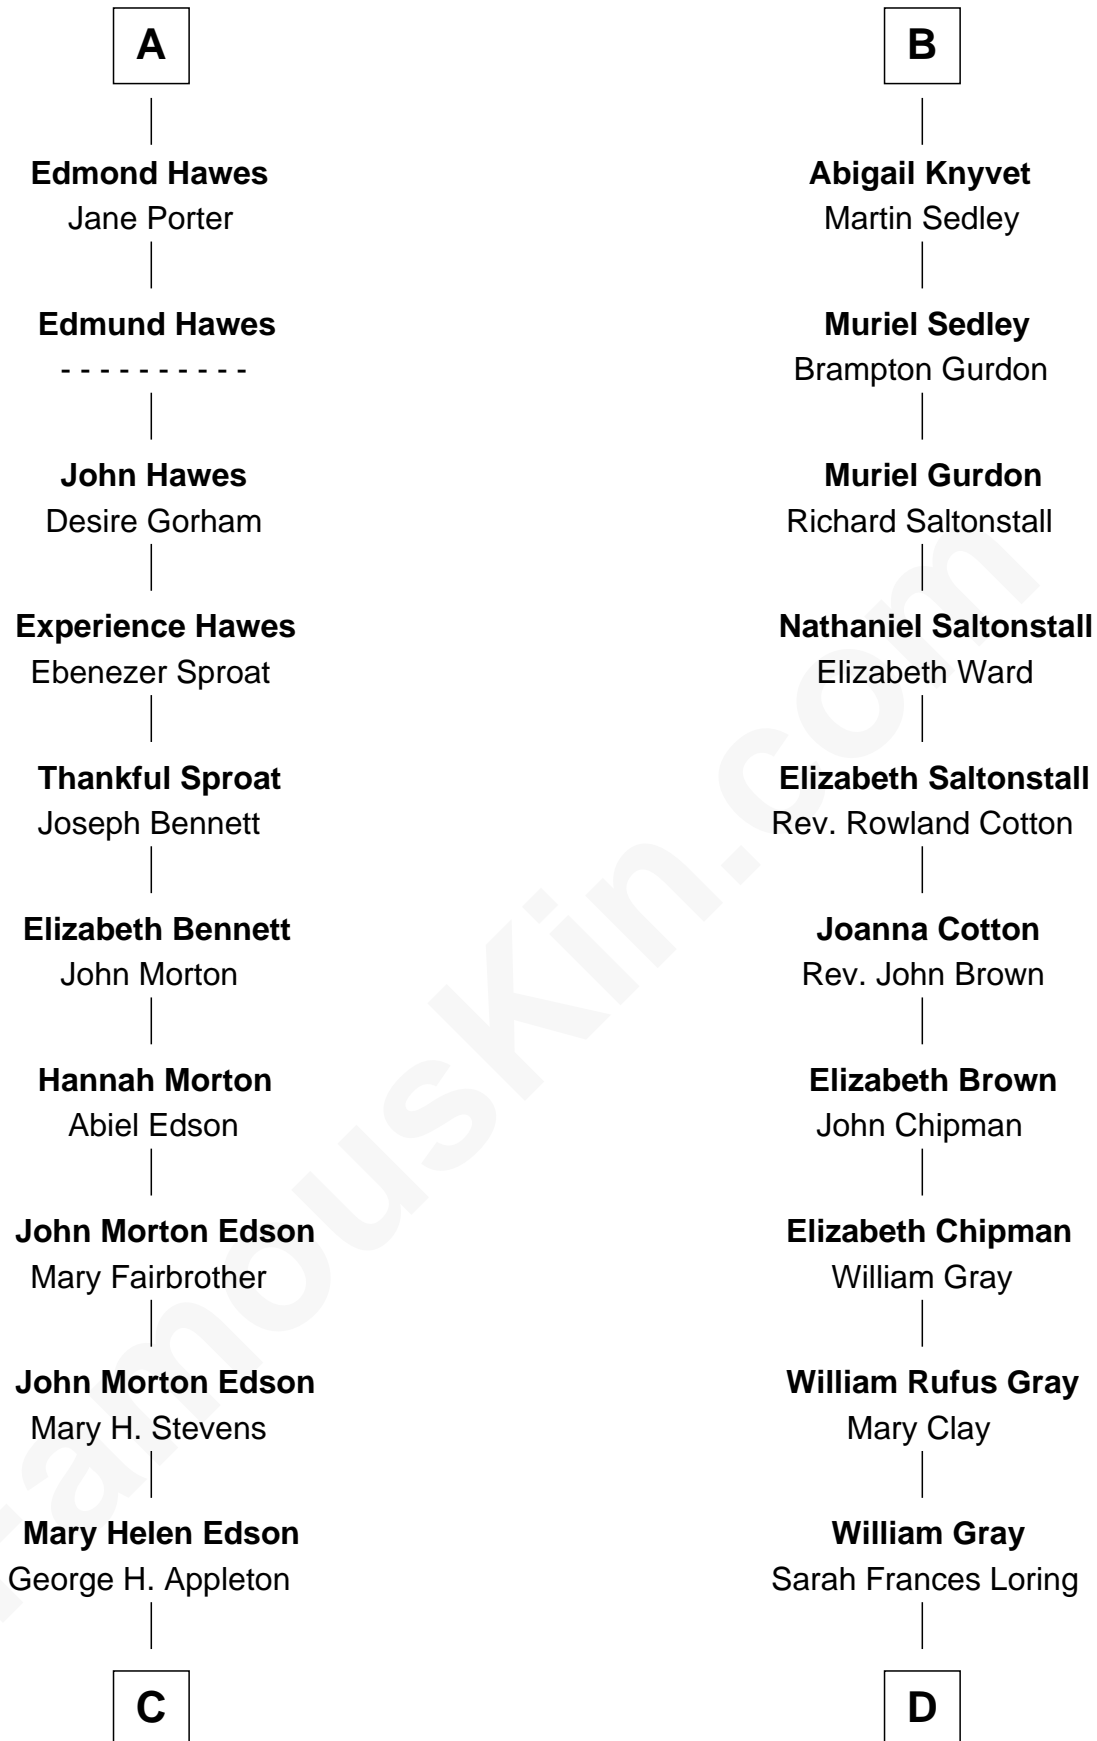 A
Edmond Hawes
Jane Porter
Edmund Hawes
- - - - - - - - - -
John Hawes
Desire Gorham
Experience Hawes
Ebenezer Sproat
Thankful Sproat
Joseph Bennett
Elizabeth Bennett
John Morton
Hannah Morton
Abiel Edson
John Morton Edson
Mary Fairbrother
John Morton Edson
Mary H. Stevens
Mary Helen Edson
George H. Appleton
C
B
Abigail Knyvet
Martin Sedley
Muriel Sedley
Brampton Gurdon
Muriel Gurdon
Richard Saltonstall
Nathaniel Saltonstall
Elizabeth Ward
Elizabeth Saltonstall
Rev. Rowland Cotton
Joanna Cotton
Rev. John Brown
Elizabeth Brown
John Chipman
Elizabeth Chipman
William Gray
William Rufus Gray
Mary Clay
William Gray
Sarah Frances Loring
D
FamousKin.com